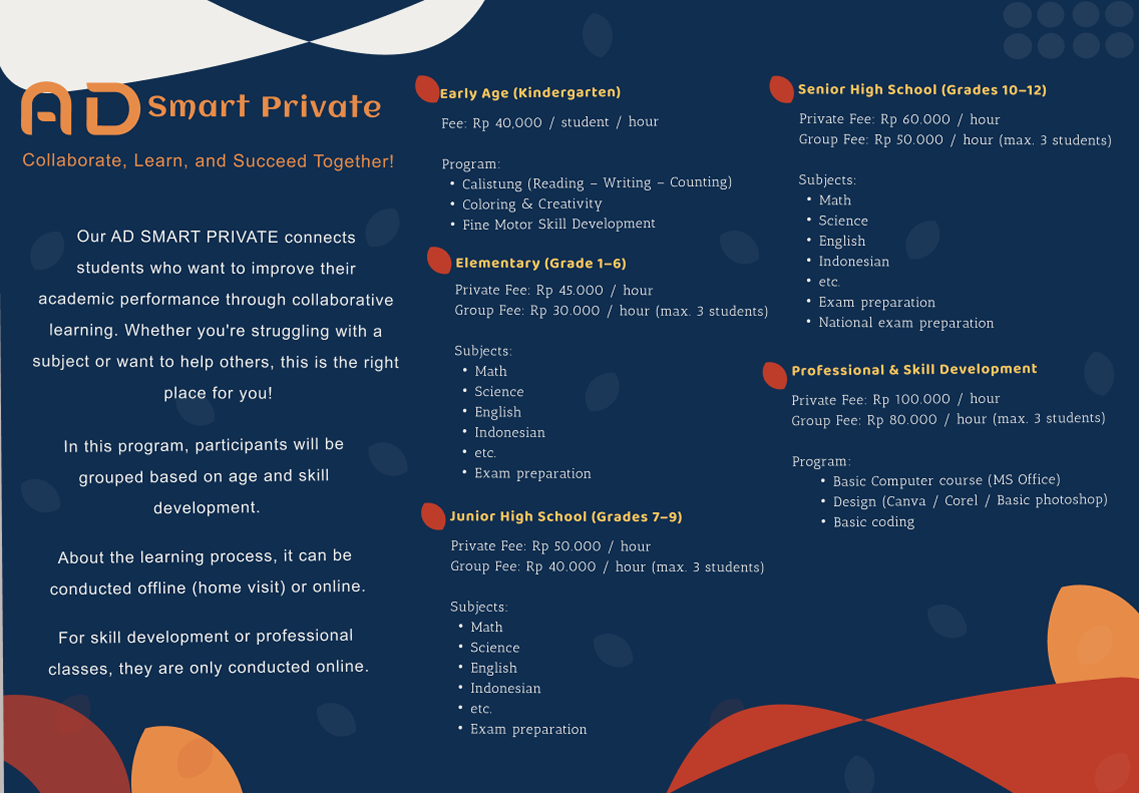 AD Smart Private
Collaborate, Learn, and Succeed Together!
Our AD SMART PRIVATE connects
students who want to improve their
academic performance through collaborative
learning. Whether you're struggling with a
subject or want to help others, this is the right
place for you!
In this program, participants will be
grouped based on age and skill
development.
About the learning process, it can be
conducted offline (home visit) or online.
For skill development or professional
classes, they are only conducted online.
Early Age (Kindergarten)
Fee: Rp 40,000 / student / hour
Program:
• Calistung (Reading – Writing – Counting)
• Coloring & Creativity
• Fine Motor Skill Development
Elementary (Grade 1–6)
Private Fee: Rp 45.000 / hour
Group Fee: Rp 30.000 / hour (max. 3 students)
Subjects:
• Math
• Science
• English
• Indonesian
• etc.
• Exam preparation
Junior High School (Grades 7–9)
Private Fee: Rp 50.000 / hour
Group Fee: Rp 40.000 / hour (max. 3 students)
Subjects:
• Math
• Science
• English
• Indonesian
• etc.
• Exam preparation
Senior High School (Grades 10–12)
Private Fee: Rp 60.000 / hour
Group Fee: Rp 50.000 / hour (max. 3 students)
Subjects:
• Math
• Science
• English
• Indonesian
• etc.
• Exam preparation
• National exam preparation
Professional & Skill Development
Private Fee: Rp 100.000 / hour
Group Fee: Rp 80.000 / hour (max. 3 students)
Program:
• Basic Computer course (MS Office)
• Design (Canva / Corel / Basic photoshop)
• Basic coding